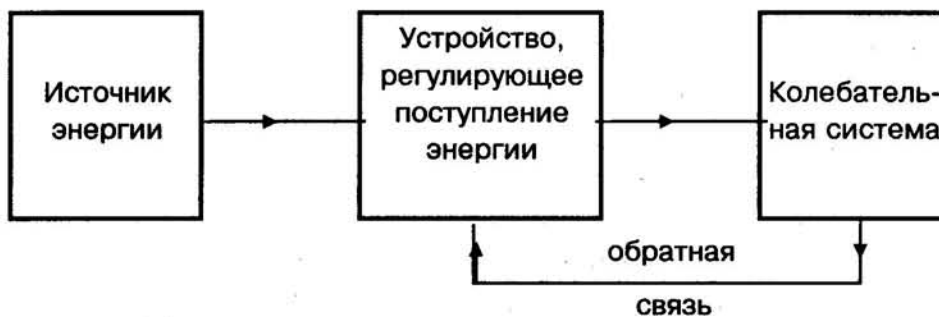 Источник
энергии
Устройство,
регулирующее
поступление
энергии
Колебатель-
ная система
обратная
связь